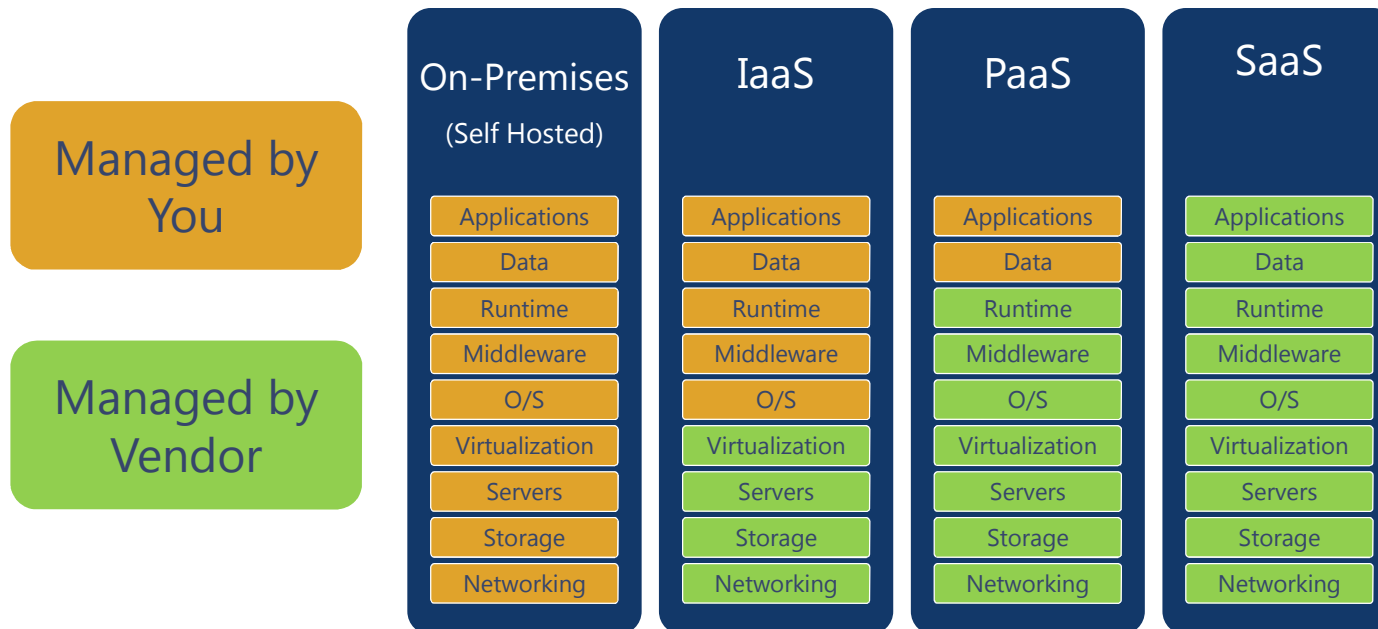 Managed by
You
Managed by
Vendor
On-Premises
(Self Hosted)
Applications
Data
Runtime
Middleware
O/S
Virtualization
Servers
Storage
Networking
IaaS
Applications
Data
Runtime
Middleware
O/S
Virtualization
Servers
Storage
Networking
PaaS
Applications
Data
Runtime
Middleware
O/S
Virtualization
Servers
Storage
Networking
SaaS
Applications
Data
Runtime
Middleware
O/S
Virtualization
Servers
Storage
Networking